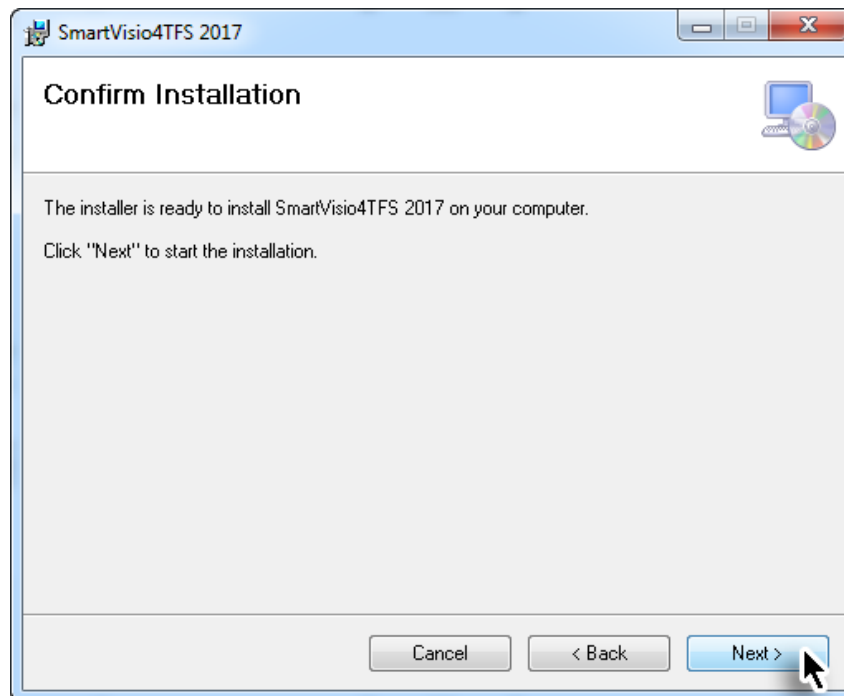 SmartVisio4TFS 2017
Confirm Installation
The installer is ready to install SmartVisio4TFS 2017 on your computer.
Click "Next" to start the installation.
Cancel
< Back
Next >